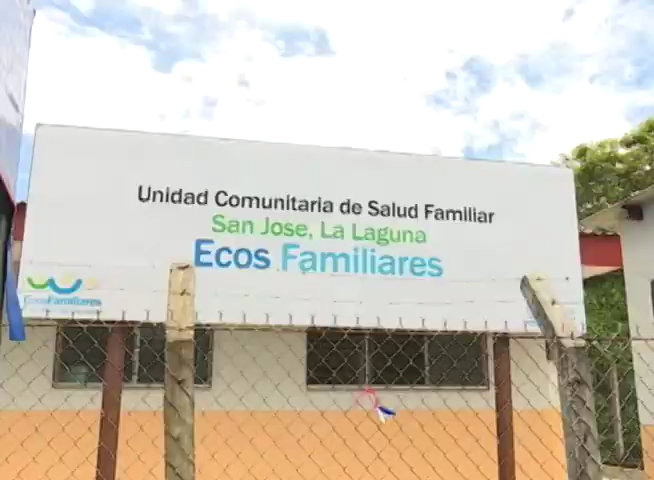 Unidad Comunitaria de Salud Familiar
San Jose, La Laguna
Ecos Familiares
EcosFamiliares